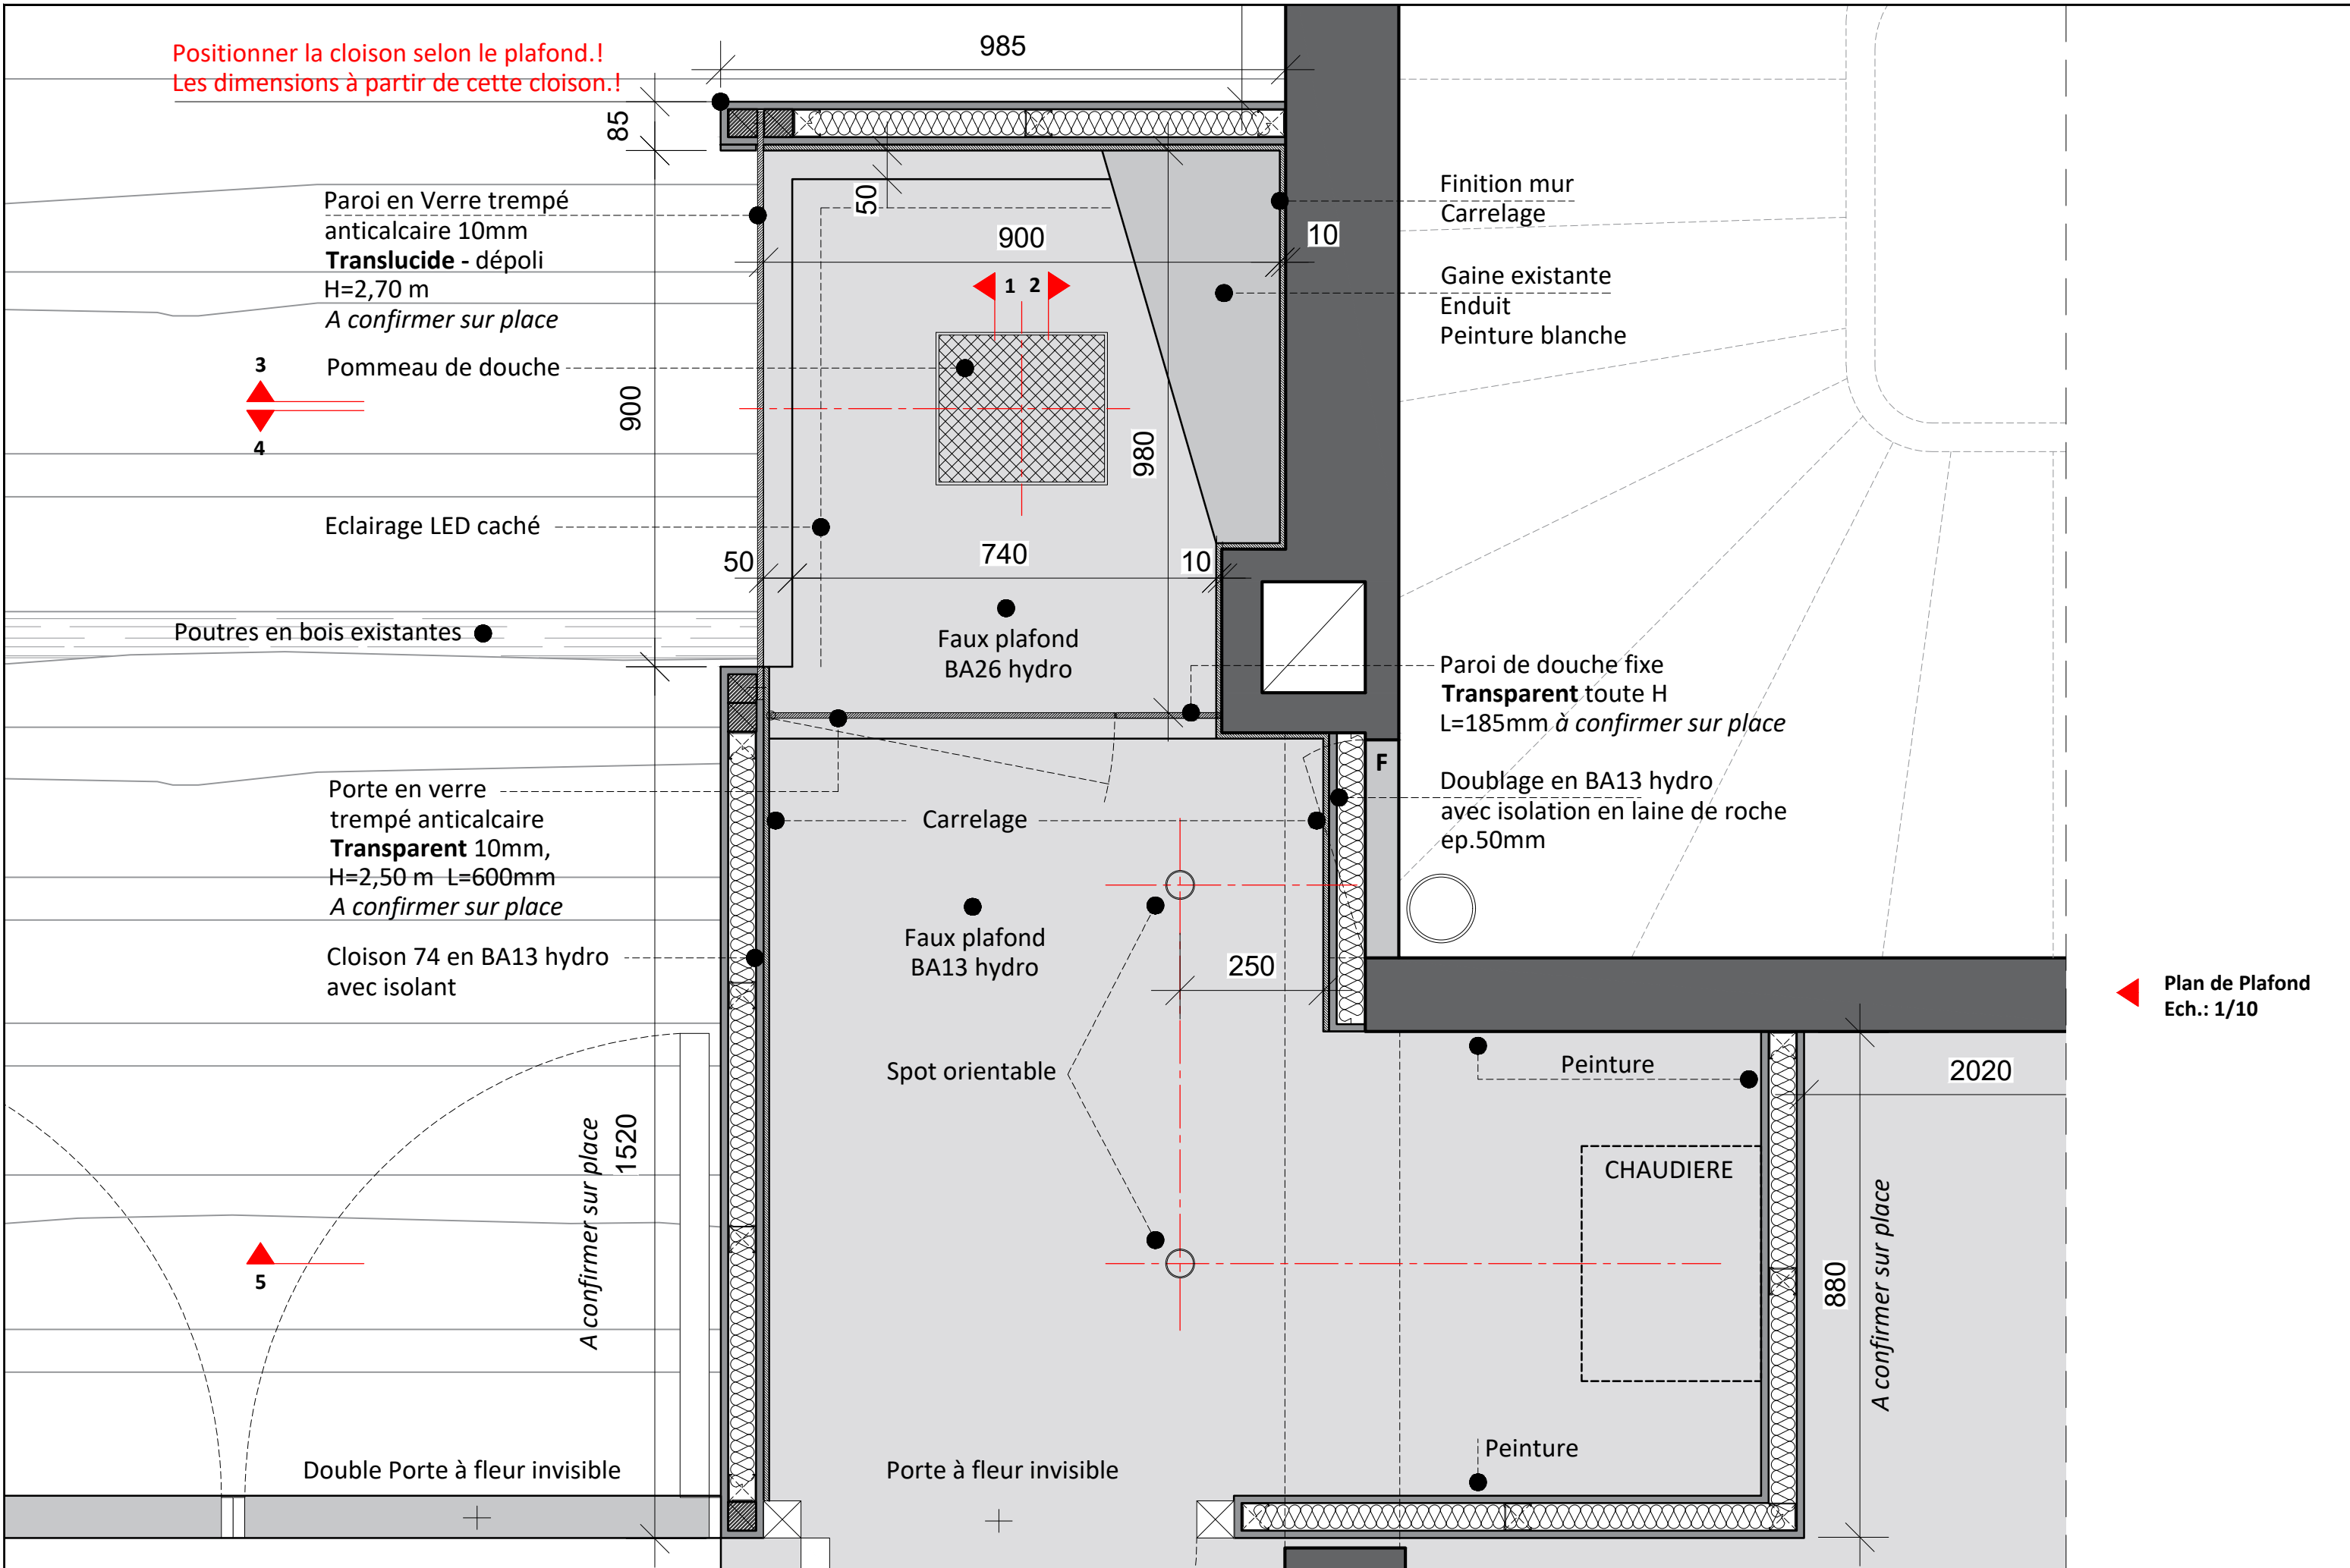 Positionner la cloison selon le plafond.!
Les dimensions à partir de cette cloison.!
985
85
Paroi en Verre trempé
anticalcaire 10mm
Translucide - dépoli
H=2,70 m
A confirmer sur place
50
900
10
Finition mur
Carrelage
Gaine existante
Enduit
Peinture blanche
1 2
3
4
Pommeau de douche
900
980
Eclairage LED caché
50
740
10
Poutres en bois existantes
Faux plafond
BA26 hydro
Paroi de douche fixe
Transparent toute H
L=185mm à confirmer sur place
F
Porte en verre
trempé anticalcaire
Transparent 10mm,
H=2,50 m L=600mm
A confirmer sur place
Carrelage
Doublage en BA13 hydro
avec isolation en laine de roche
ep.50mm
Cloison 74 en BA13 hydro
avec isolant
Faux plafond
BA13 hydro
250
Plan de Plafond
Ech.: 1/10
Spot orientable
Peinture
2020
A confirmer sur place
1520
CHAUDIERE
880
A confirmer sur place
5
Double Porte à fleur invisible
Porte à fleur invisible
Peinture